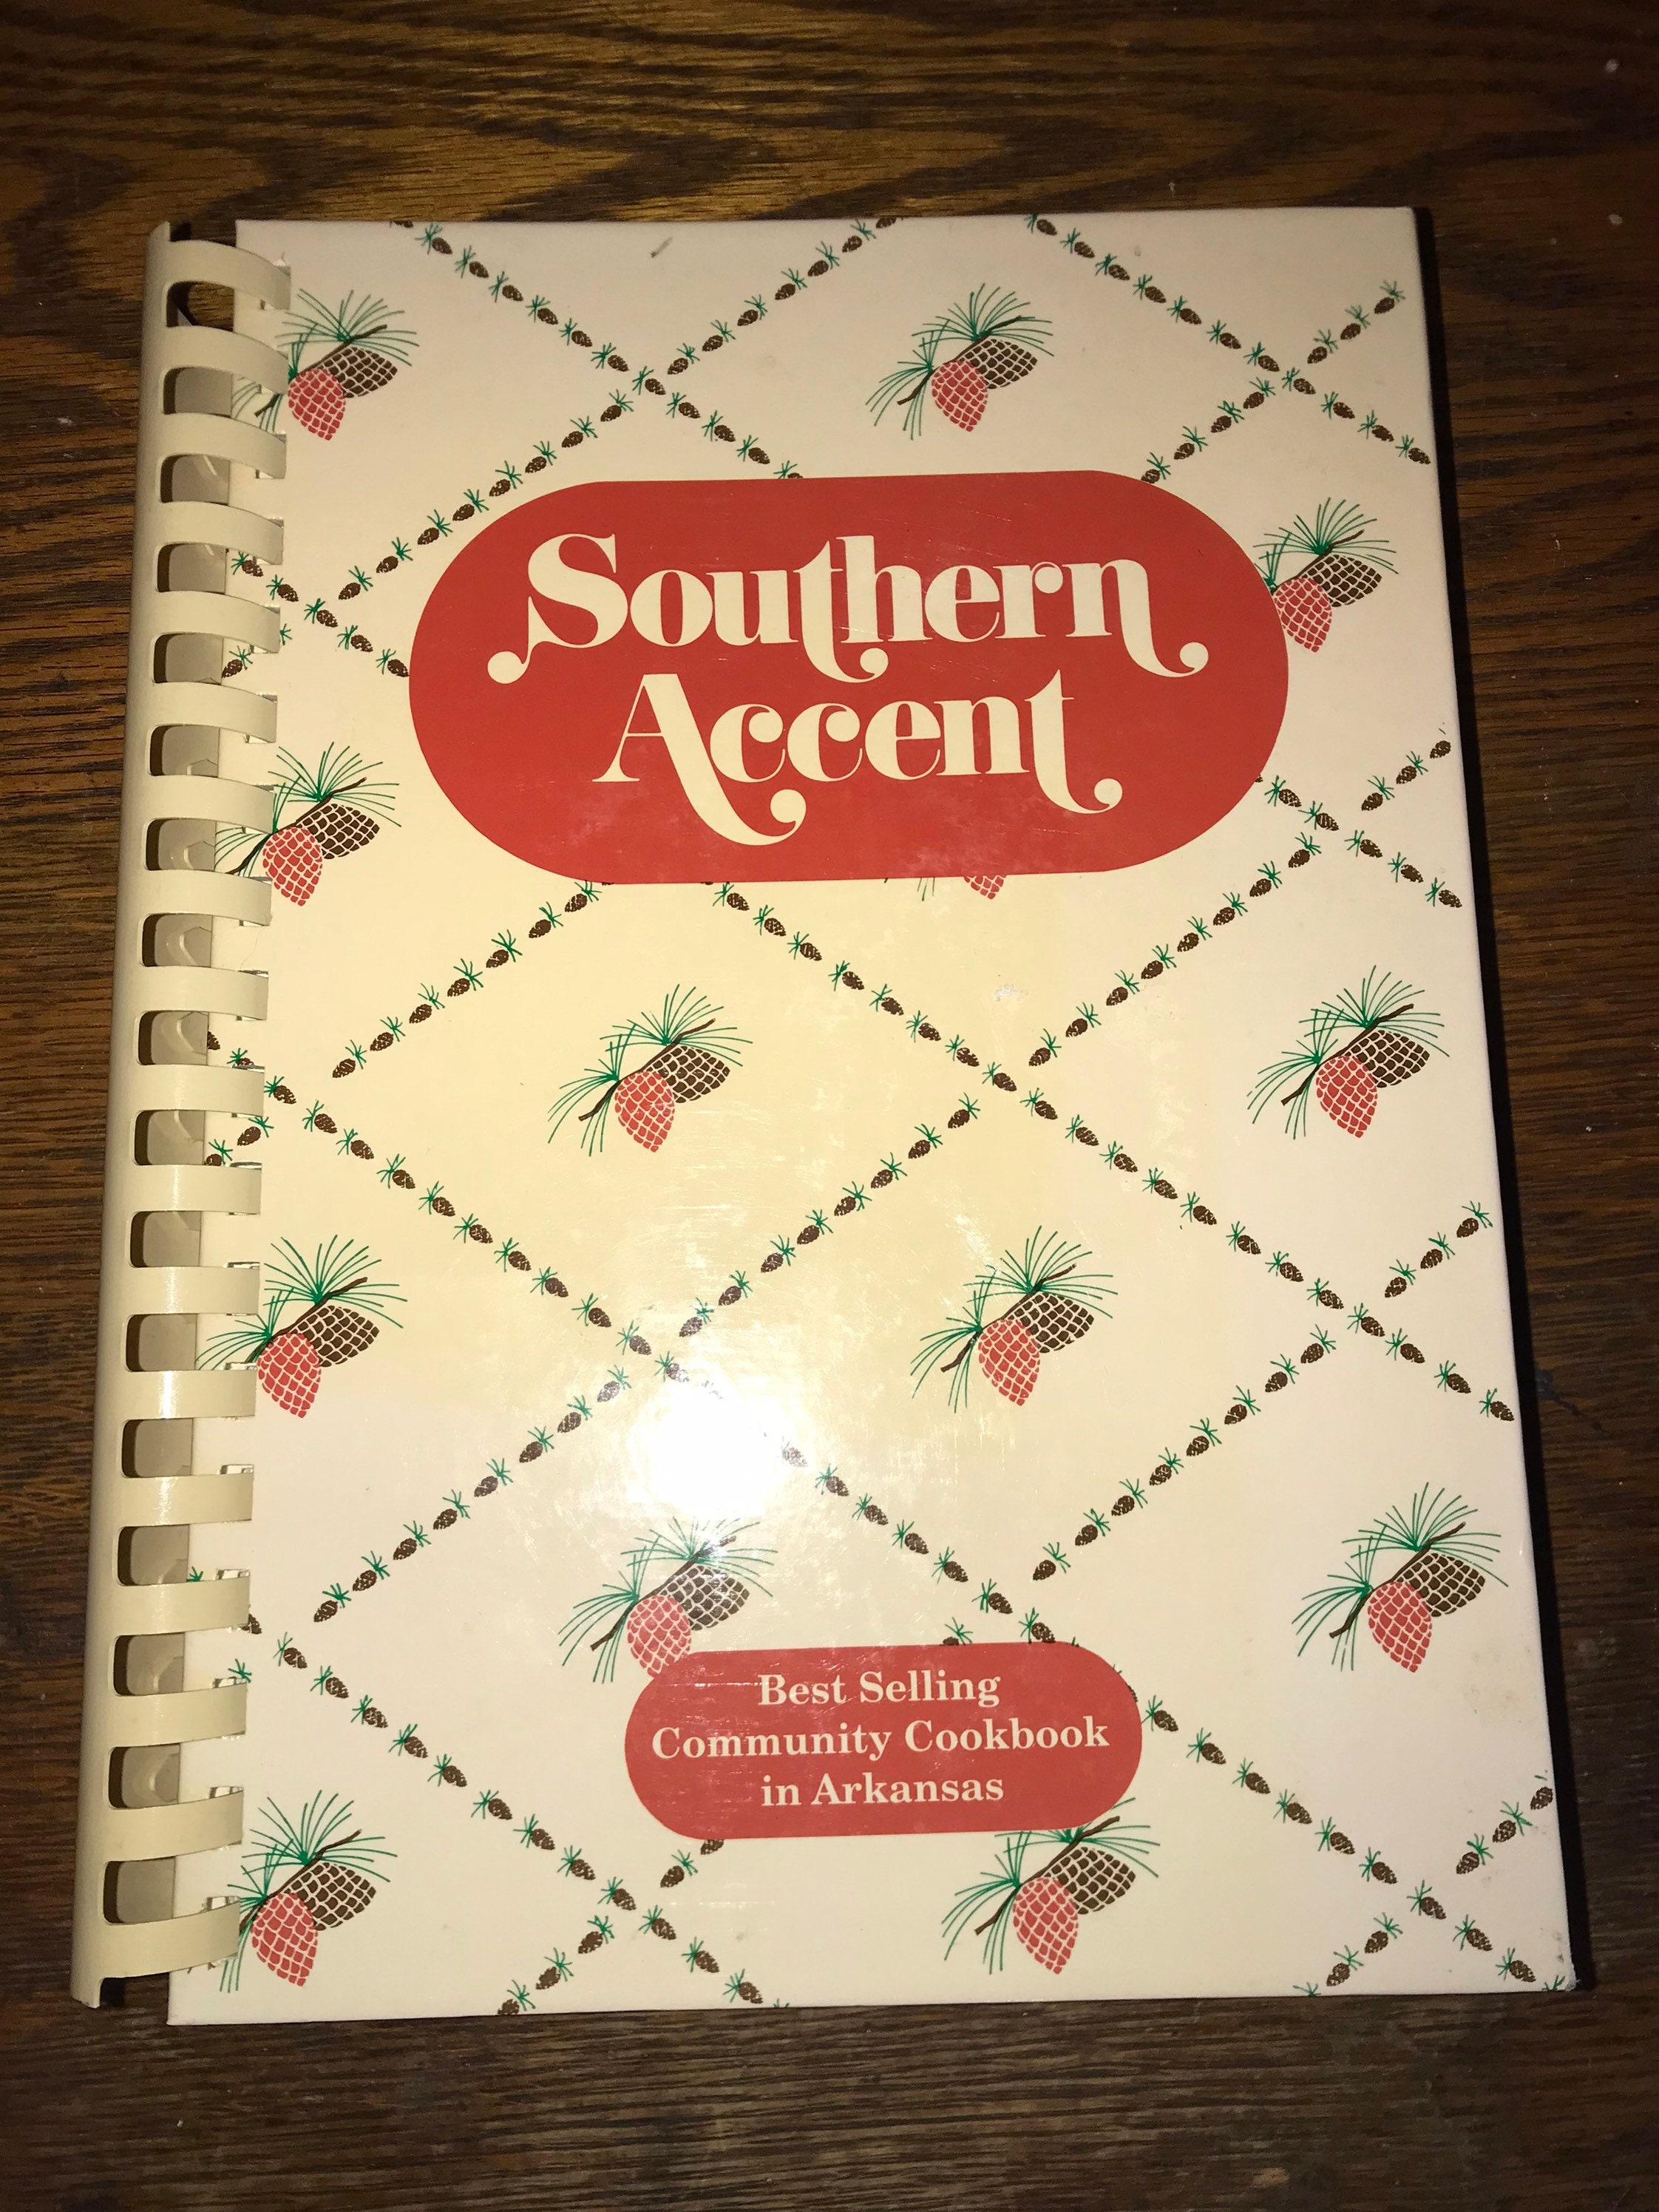 Southern
Accent
Best Selling
Community Cookbook
in Arkansas